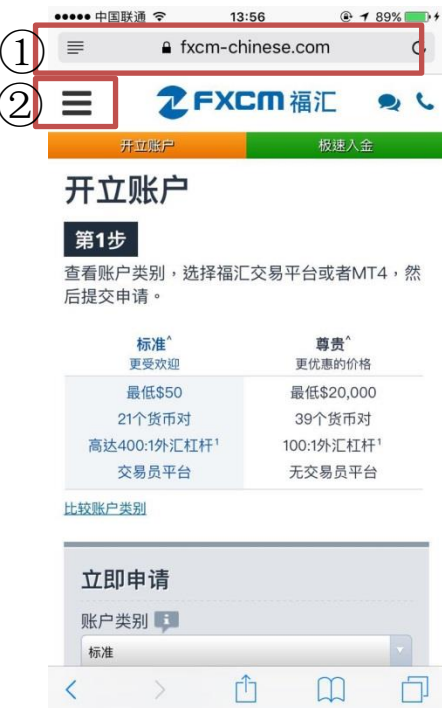 中国联通 13:56 89%
① fxcm-chinese.com
② FXCM福汇
开立账户 极速入金
开立账户
第1步
查看账户类别，选择福汇交易平台或者MT4，然
后提交申请。
标准^ 尊贵^
更受欢迎 更优惠的价格
最低$50 最低$20,000
21个货币对 39个货币对
高达400:1外汇杠杆¹ 100:1外汇杠杆¹
交易员平台 无交易员平台
比较账户类别
立即申请
账户类别 i
标准